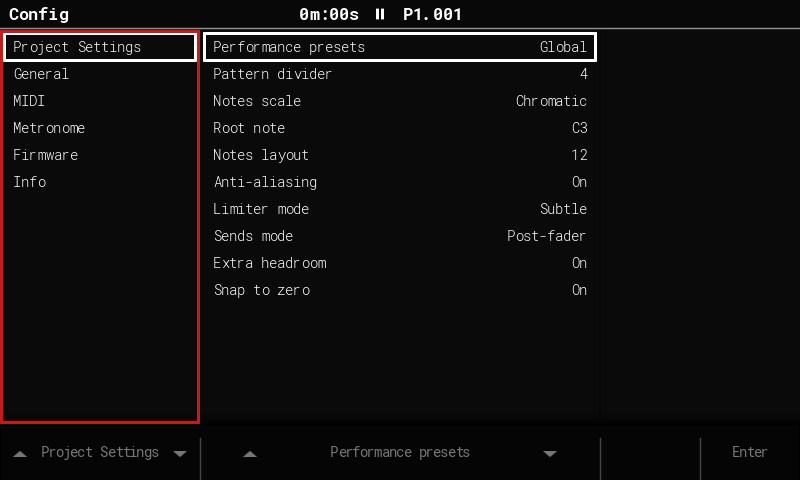 Config 0m:00s P1.001
Project Settings
General
MIDI
Metronome
Firmware
Info
Performance presets Global
Pattern divider 4
Notes scale Chromatic
Root note C3
Notes layout 12
Anti-aliasing On
Limiter mode Subtle
Sends mode Post-fader
Extra headroom On
Snap to zero On
Project Settings Performance presets Enter